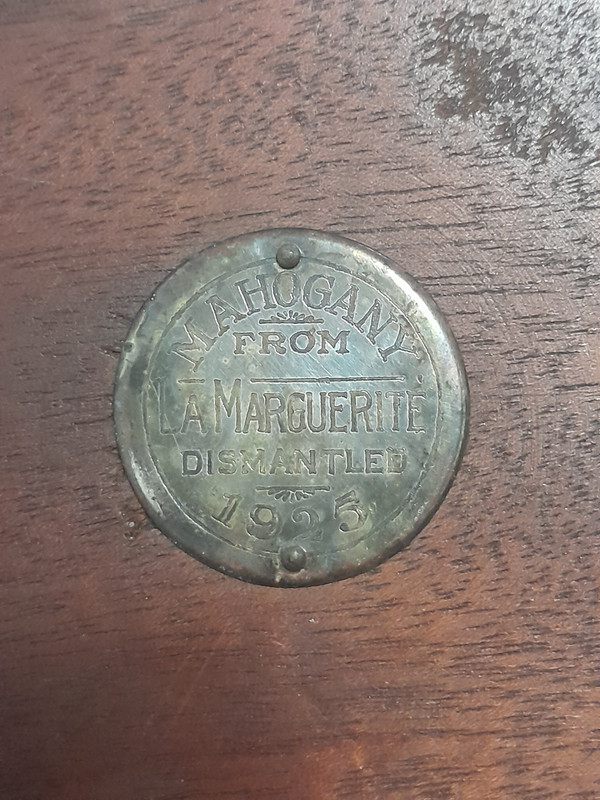 MAHOGANY
FROM
LA MARGUERITE
DISMANTLED
1925